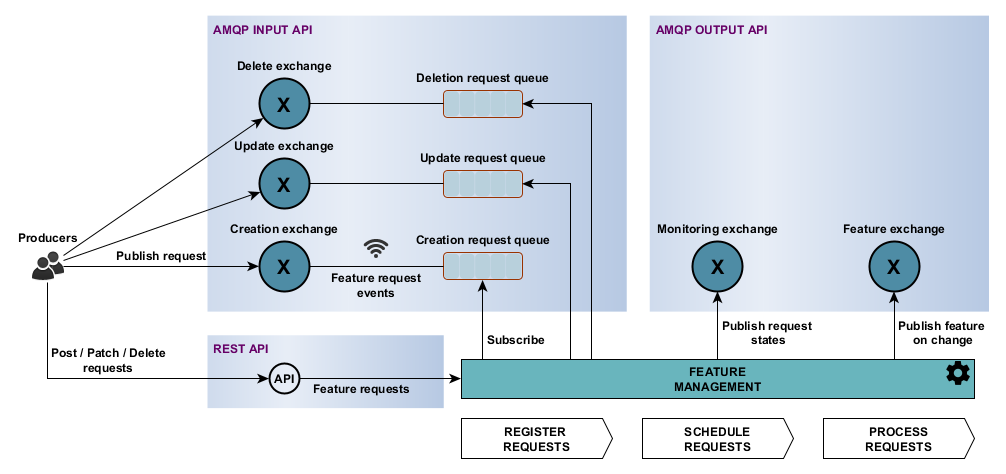 AMQP INPUT API
AMQP OUTPUT API
Delete exchange
X
Deletion request queue
Update exchange
X
Update request queue
Producers
Creation exchange
X
Publish request
Feature request
events
Creation request queue
Monitoring exchange
X
Feature exchange
X
Subscribe
Publish request
states
Publish feature
on change
Post / Patch / Delete
requests
REST API
API
Feature requests
FEATURE
MANAGEMENT
REGISTER
REQUESTS
SCHEDULE
REQUESTS
PROCESS
REQUESTS